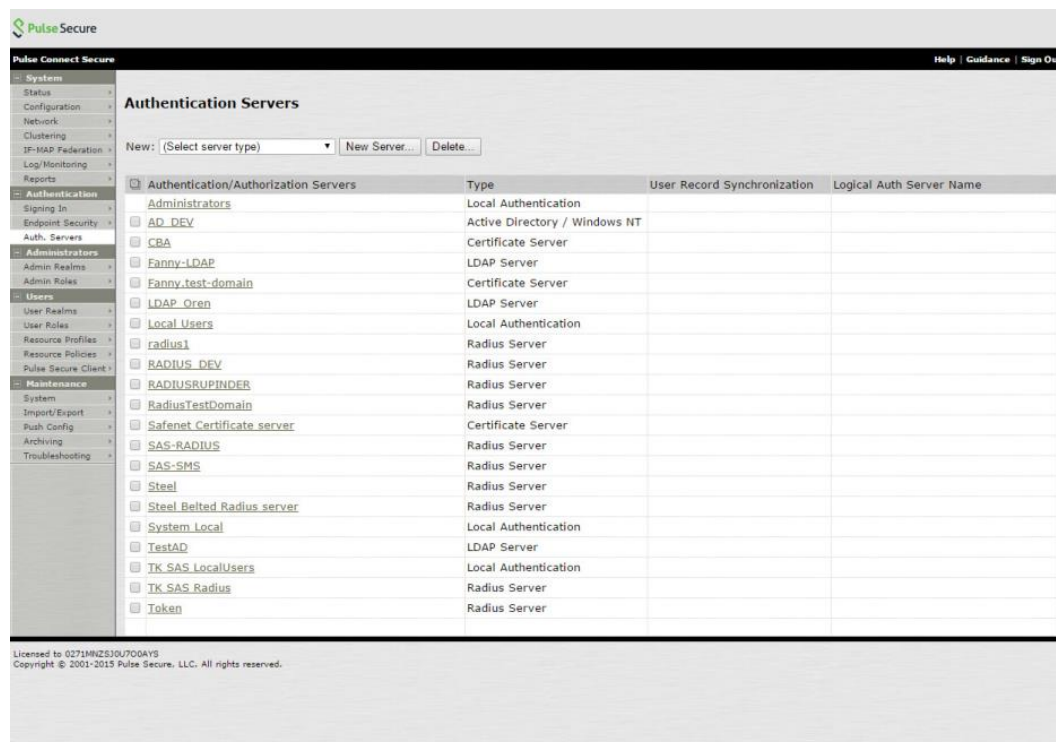 Pulse Secure
Pulse Connect Secure
Help | Guidance | Sign Ou
System
Status
Configuration
Network
Clustering
IF-MAP Federation
Log/Monitoring
Reports
Authentication
Signing In
Endpoint Security
Auth. Servers
Administrators
Admin Realms
Admin Roles
Users
User Realms
User Roles
Resource Profiles
Resource Policies
Pulse Secure Client
Maintenance
System
Import/Export
Push Config
Archiving
Troubleshooting
Authentication Servers
New: (Select server type) New Server... Delete...
Authentication/Authorization Servers Type User Record Synchronization Logical Auth Server Name
Administrators Local Authentication
AD_DEV Active Directory / Windows NT
CBA Certificate Server
Fanny-LDAP LDAP Server
Fanny.test-domain Certificate Server
LDAP_Oren LDAP Server
Local Users Local Authentication
radius1 Radius Server
RADIUS_DEV Radius Server
RADIUSRUPINDER Radius Server
RadiusTestDomain Radius Server
Safenet Certificate server Certificate Server
SAS-RADIUS Radius Server
SAS-SMS Radius Server
Steel Radius Server
Steel Belted Radius server Radius Server
System Local Local Authentication
TestAD LDAP Server
TK SAS LocalUsers Local Authentication
TK SAS Radius Radius Server
Token Radius Server
Licensed to 0271MNZSJ0U7O0AYS
Copyright © 2001-2015 Pulse Secure, LLC. All rights reserved.